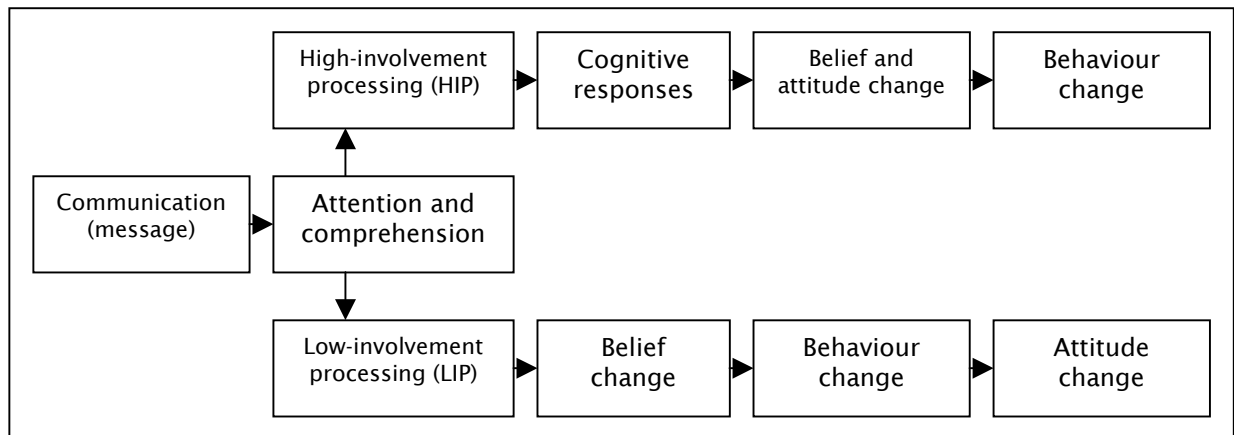 High-involvement
processing (HIP)
Cognitive
responses
Belief and
attitude change
Behaviour
change
Communication
(message)
Attention and
comprehension
Low-involvement
processing (LIP)
Belief
change
Behaviour
change
Attitude
change